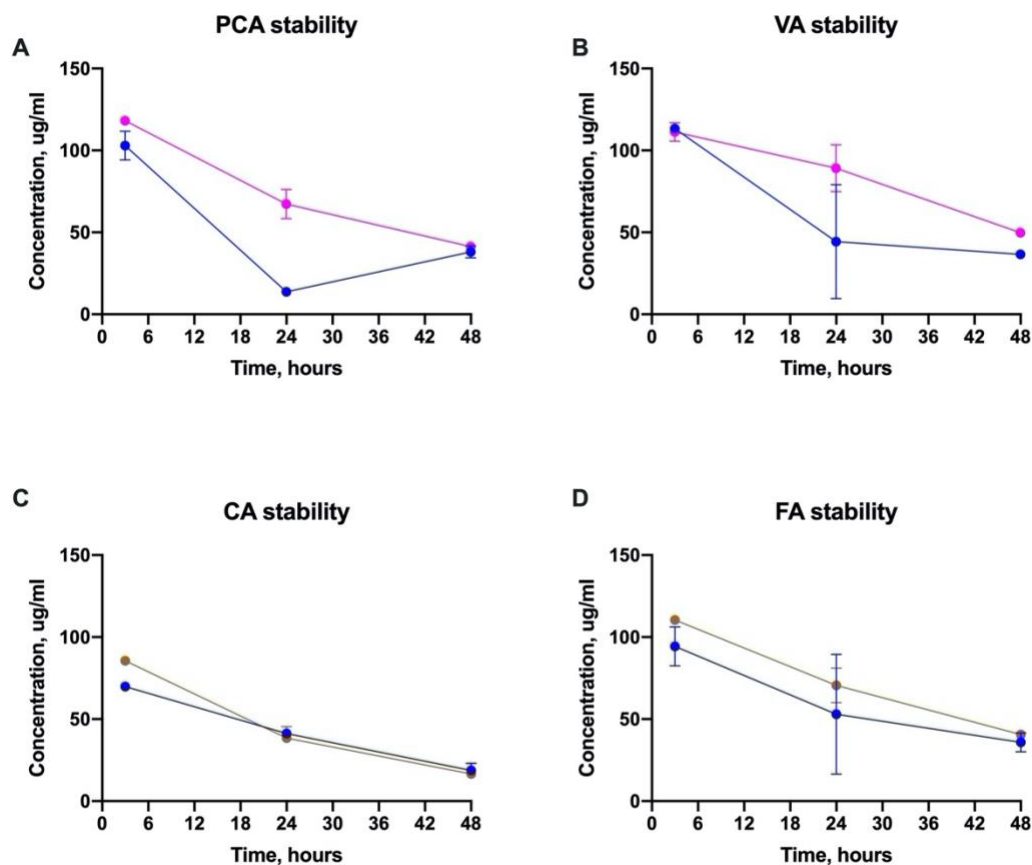 A
PCA stability
Concentration, ug/ml
150
100
50
0
0 6 12 18 24 30 36 42 48
Time, hours
B
VA stability
Concentration, ug/ml
150
100
50
0
0 6 12 18 24 30 36 42 48
Time, hours
C
CA stability
Concentration, ug/ml
150
100
50
0
0 6 12 18 24 30 36 42 48
Time, hours
D
FA stability
Concentration, ug/ml
150
100
50
0
0 6 12 18 24 30 36 42 48
Time, hours